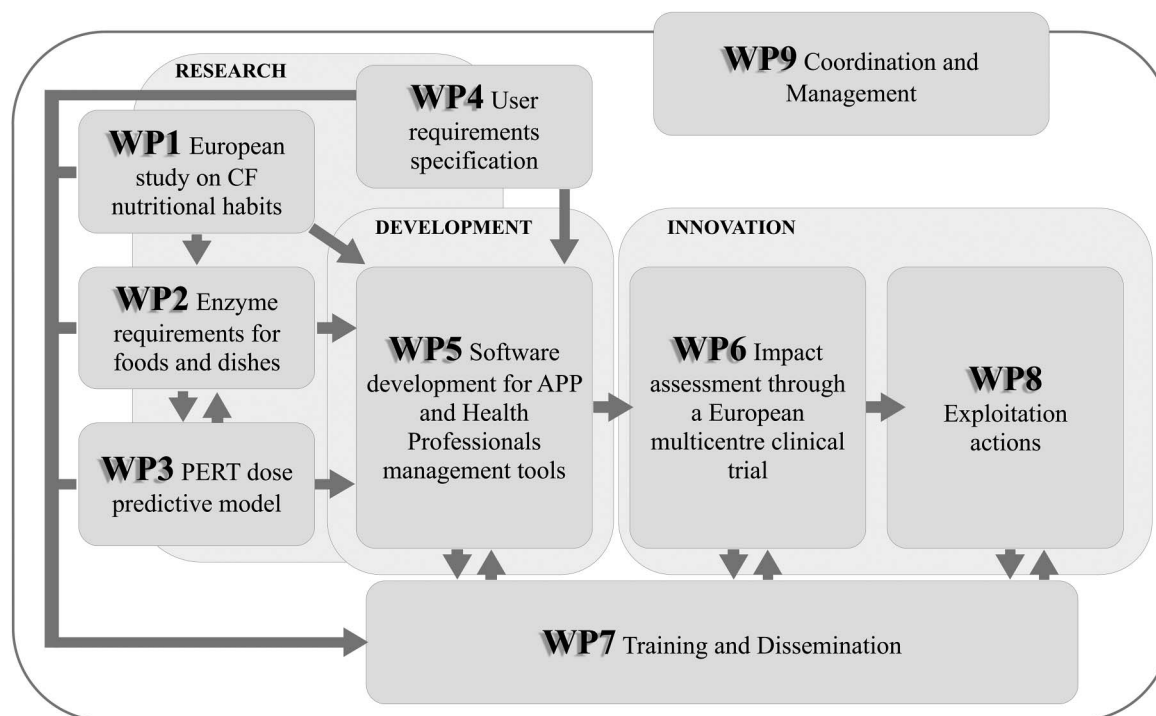 RESEARCH
WP9 Coordination and
Management
WP4 User
requirements
specification
WP1 European
study on CF
nutritional habits
DEVELOPMENT
INNOVATION
WP2 Enzyme
requirements for
foods and dishes
WP5 Software
development for APP
and Health
Professionals
management tools
WP6 Impact
assessment through
a European
multicentre clinical
trial
WP8
Exploitation
actions
WP3 PERT dose
predictive model
WP7 Training and Dissemination